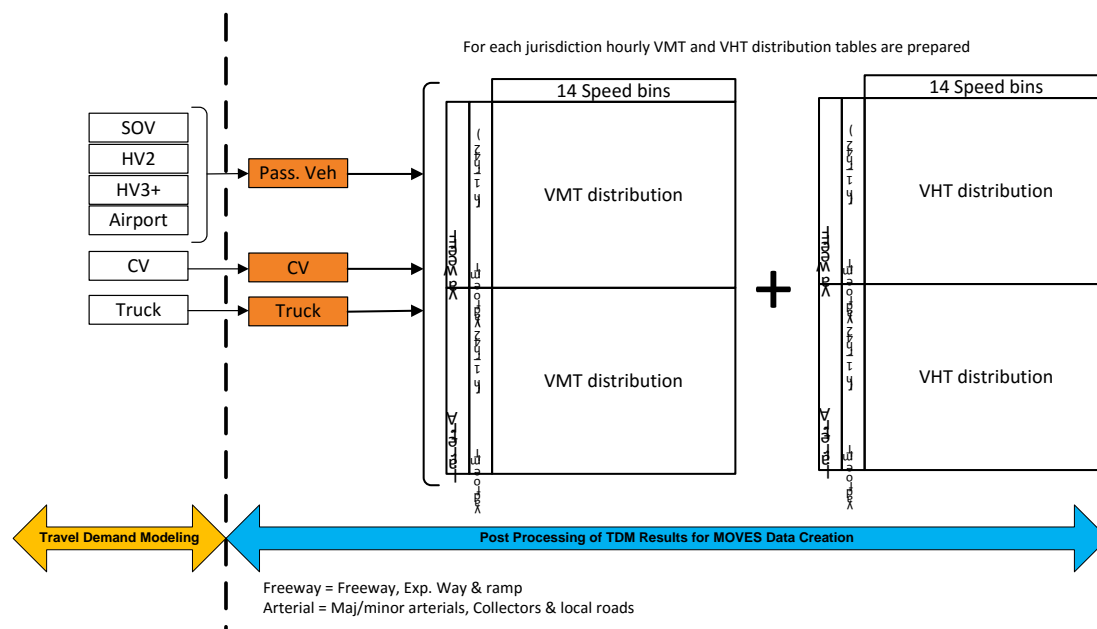 For each jurisdiction hourly VMT and VHT distribution tables are prepared
14 Speed bins
14 Speed bins
SOV
HV2
HV3+
Airport
CV
Truck
Pass. Veh
CV
Truck
VMT distribution
VHT distribution
VMT distribution
VHT distribution
+
Travel Demand Modeling
Post Processing of TDM Results for MOVES Data Creation
Freeway = Freeway, Exp. Way & ramp
Arterial = Maj/minor arterials, Collectors & local roads